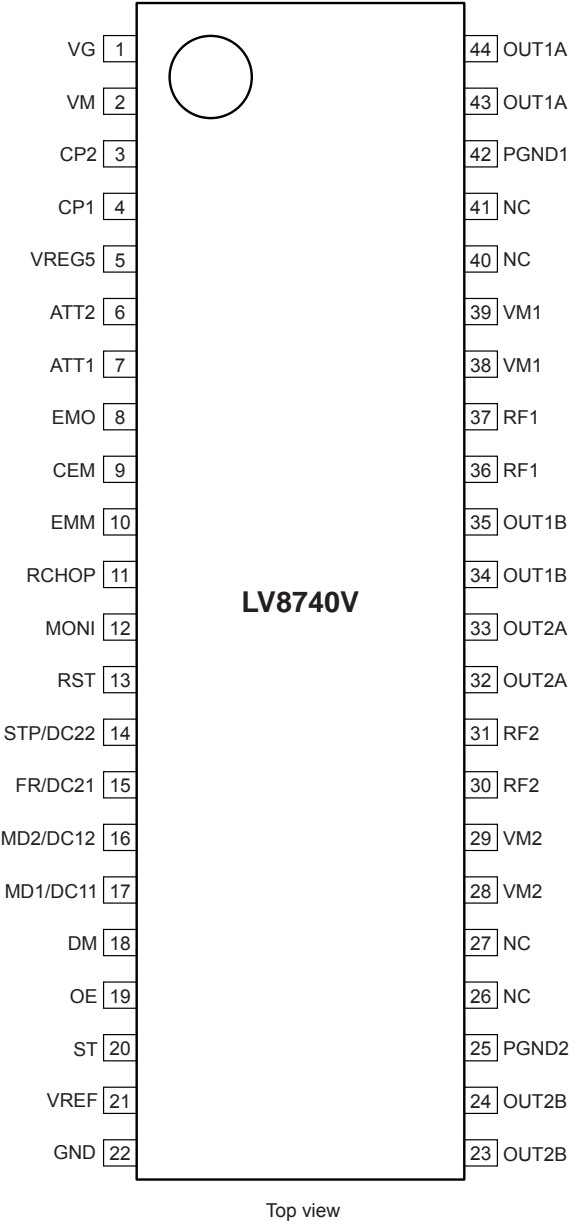 VG 1 44 OUT1A
VM 2 43 OUT1A
CP2 3 42 PGND1
CP1 4 41 NC
VREG5 5 40 NC
ATT2 6 39 VM1
ATT1 7 38 VM1
EMO 8 37 RF1
CEM 9 36 RF1
EMM 10 35 OUT1B
RCHOP 11 34 OUT1B
LV8740V
MONI 12 33 OUT2A
RST 13 32 OUT2A
STP/DC22 14 31 RF2
FR/DC21 15 30 RF2
MD2/DC12 16 29 VM2
MD1/DC11 17 28 VM2
DM 18 27 NC
OE 19 26 NC
ST 20 25 PGND2
VREF 21 24 OUT2B
GND 22 23 OUT2B
Top view